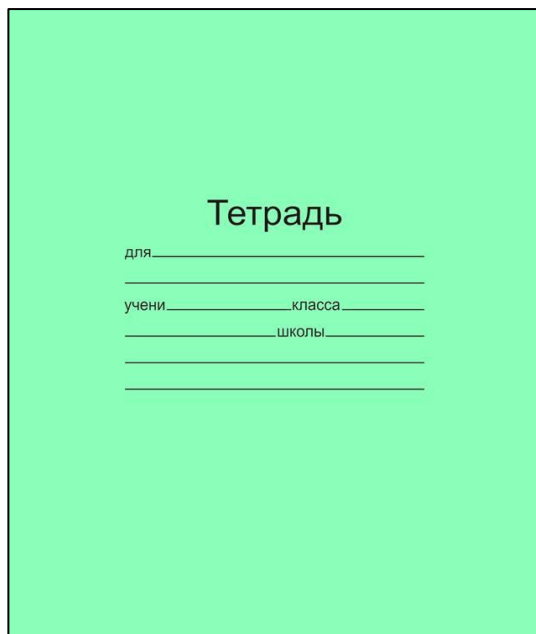 Тетрадь
для
учени класса
школы